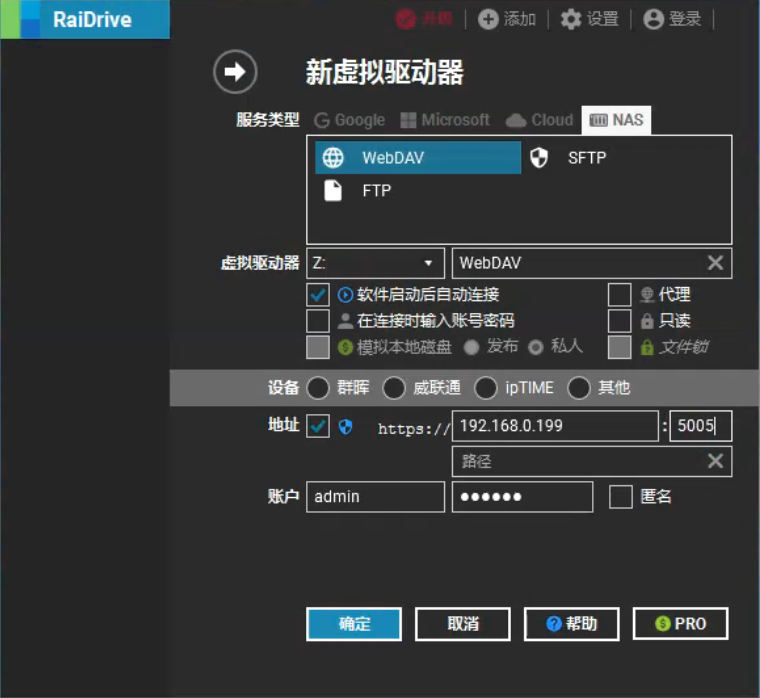 RaiDrive 开启 添加 设置 登录
新虚拟驱动器
服务类型 Google Microsoft Cloud NAS
WebDAV SFTP
FTP
虚拟驱动器 Z: WebDAV
软件启动后自动连接 代理
在连接时输入账号密码 只读
模拟本地磁盘 发布 私人 文件锁
设备 群晖 威联通 ipTIME 其他
地址 https:// 192.168.0.199 : 5005
路径
账户 admin ●●●●●● 匿名
确定 取消 帮助 PRO